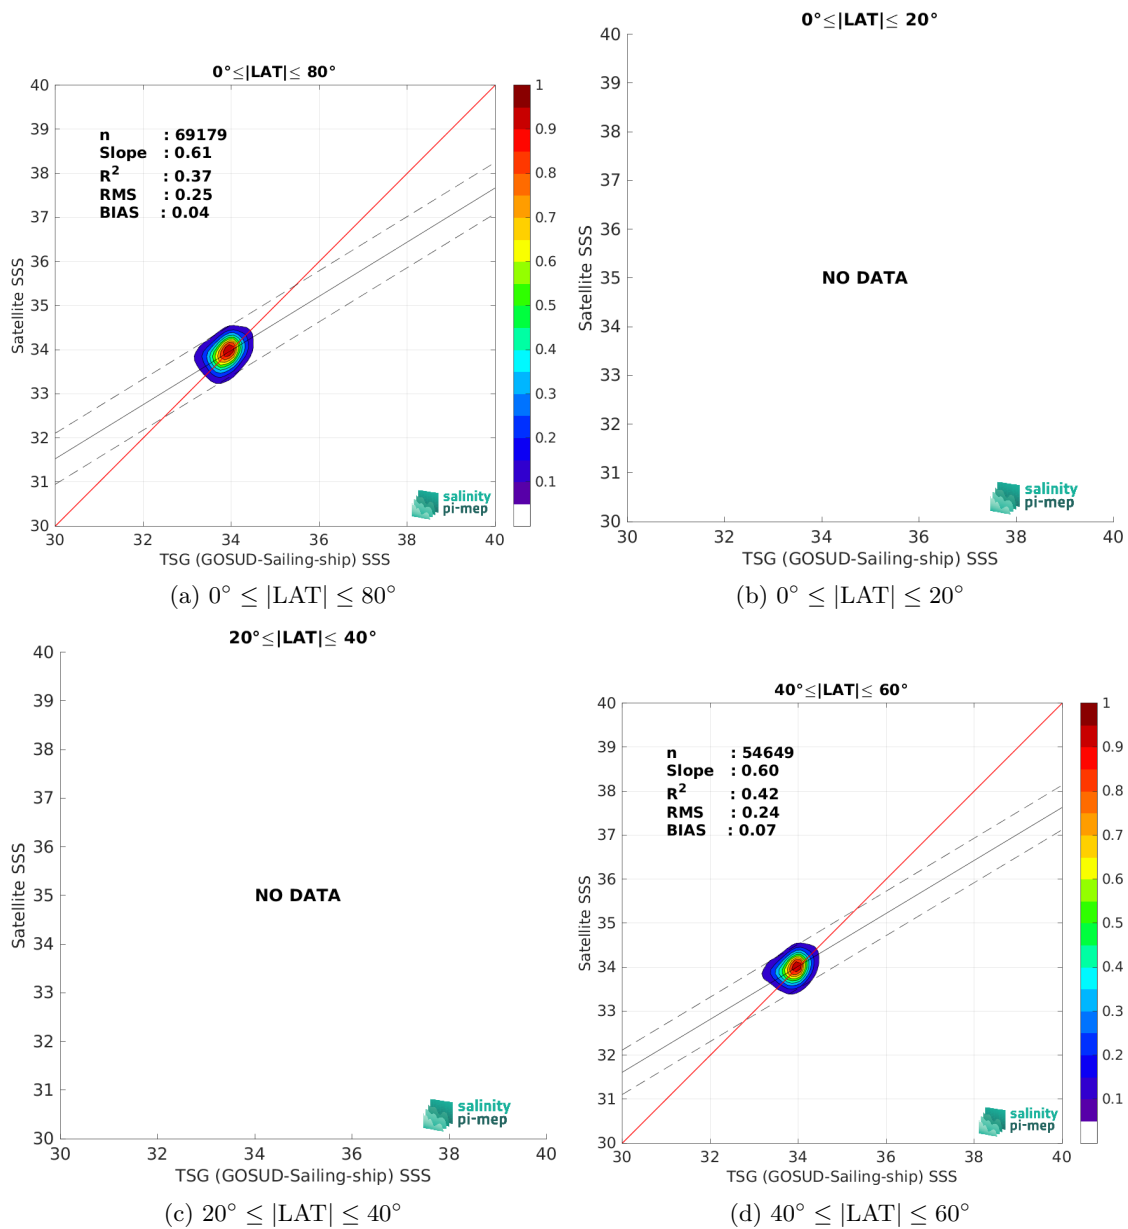 0°≤|LAT|≤ 80°
40
39
38
37
36
35
34
33
32
31
30
Satellite SSS
n : 69179
Slope : 0.61
R² : 0.37
RMS : 0.25
BIAS : 0.04
salinity
pi-mep
30 32 34 36 38 40
TSG (GOSUD-Sailing-ship) SSS
1
0.9
0.8
0.7
0.6
0.5
0.4
0.3
0.2
0.1
(a) 0° ≤ |LAT| ≤ 80°
0°≤|LAT|≤ 20°
40
39
38
37
36
35
34
33
32
31
30
Satellite SSS
NO DATA
salinity
pi-mep
30 32 34 36 38 40
TSG (GOSUD-Sailing-ship) SSS
(b) 0° ≤ |LAT| ≤ 20°
20°≤|LAT|≤ 40°
40
39
38
37
36
35
34
33
32
31
30
Satellite SSS
NO DATA
salinity
pi-mep
30 32 34 36 38 40
TSG (GOSUD-Sailing-ship) SSS
(c) 20° ≤ |LAT| ≤ 40°
40°≤|LAT|≤ 60°
40
39
38
37
36
35
34
33
32
31
30
Satellite SSS
n : 54649
Slope : 0.60
R² : 0.42
RMS : 0.24
BIAS : 0.07
salinity
pi-mep
30 32 34 36 38 40
TSG (GOSUD-Sailing-ship) SSS
1
0.9
0.8
0.7
0.6
0.5
0.4
0.3
0.2
0.1
(d) 40° ≤ |LAT| ≤ 60°